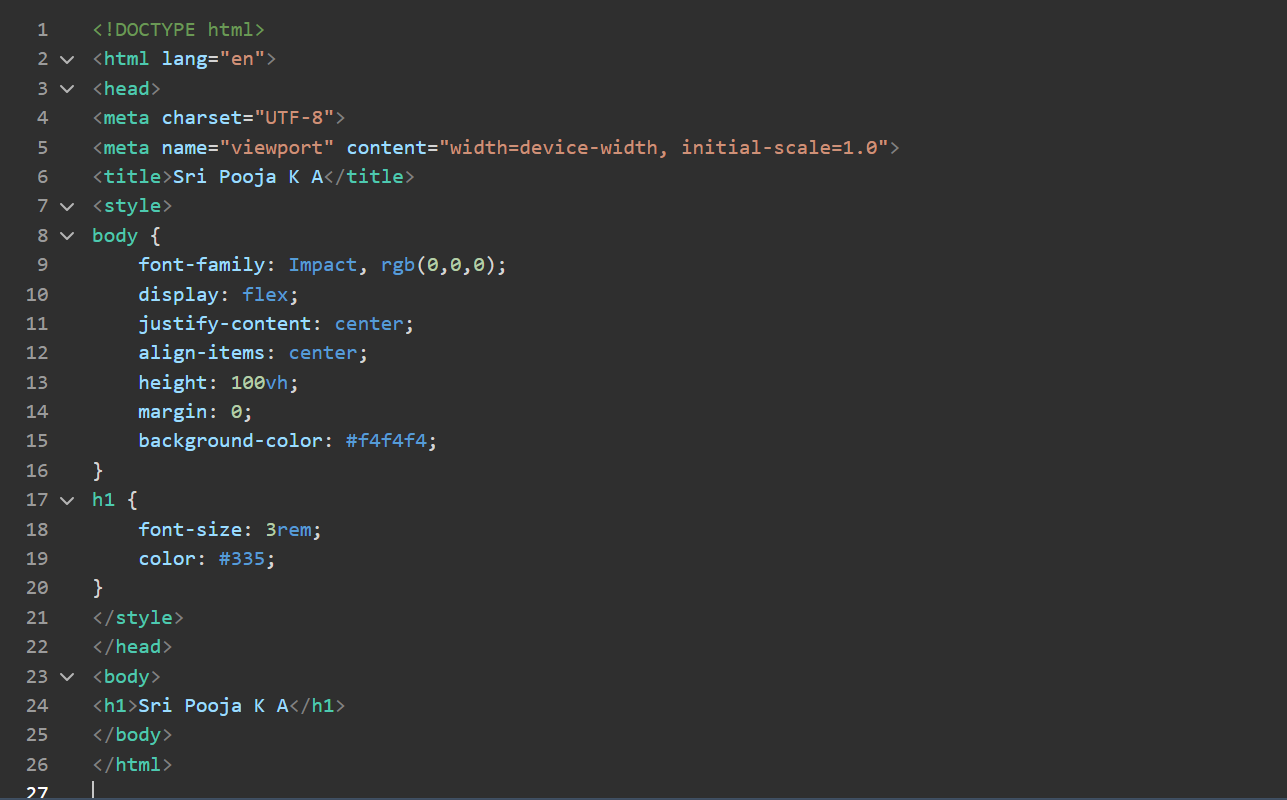 1 <!DOCTYPE html>
2 <html lang="en">
3 <head>
4 <meta charset="UTF-8">
5 <meta name="viewport" content="width=device-width, initial-scale=1.0">
6 <title>Sri Pooja K A</title>
7 <style>
8 body {
9     font-family: Impact, rgb(0,0,0);
10     display: flex;
11     justify-content: center;
12     align-items: center;
13     height: 100vh;
14     margin: 0;
15     background-color: #f4f4f4;
16 }
17 h1 {
18     font-size: 3rem;
19     color: #335;
20 }
21 </style>
22 </head>
23 <body>
24 <h1>Sri Pooja K A</h1>
25 </body>
26 </html>
27